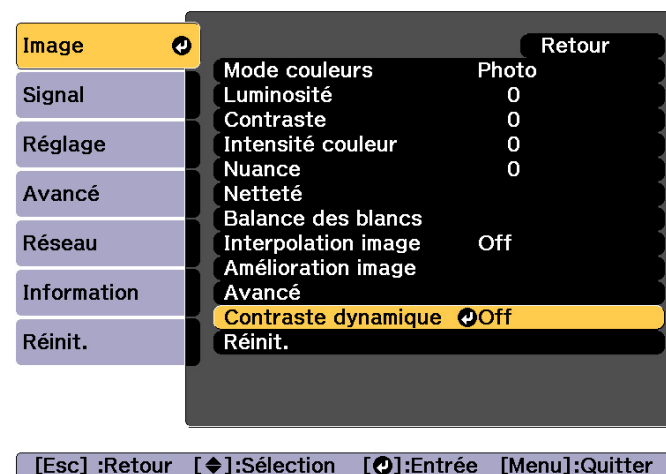 Image
Signal
Réglage
Avancé
Réseau
Information
Réinit.
Retour
Mode couleurs Photo
Luminosité 0
Contraste 0
Intensité couleur 0
Nuance 0
Netteté
Balance des blancs
Interpolation image Off
Amélioration image
Avancé
Contraste dynamique Off
Réinit.
[Esc] :Retour [ ]:Sélection [ ]:Entrée [Menu]:Quitter